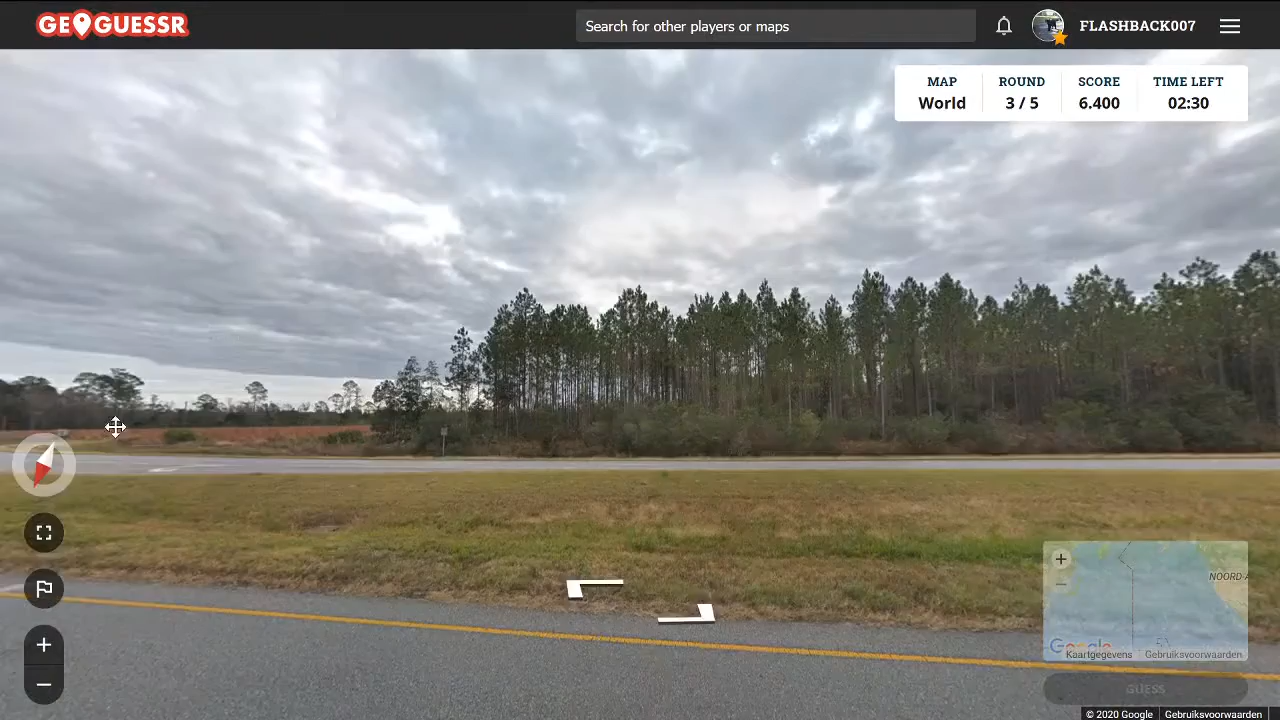 GEOGUESSR
Search for other players or maps
FLASHBACK007
MAP
World
ROUND
3 / 5
SCORE
6.400
TIME LEFT
02:30
+
−
+
−
NOORD-A
Google
Kaartgegevens
Gebruiksvoorwaarden
GUESS
© 2020 Google
Gebruiksvoorwaarden